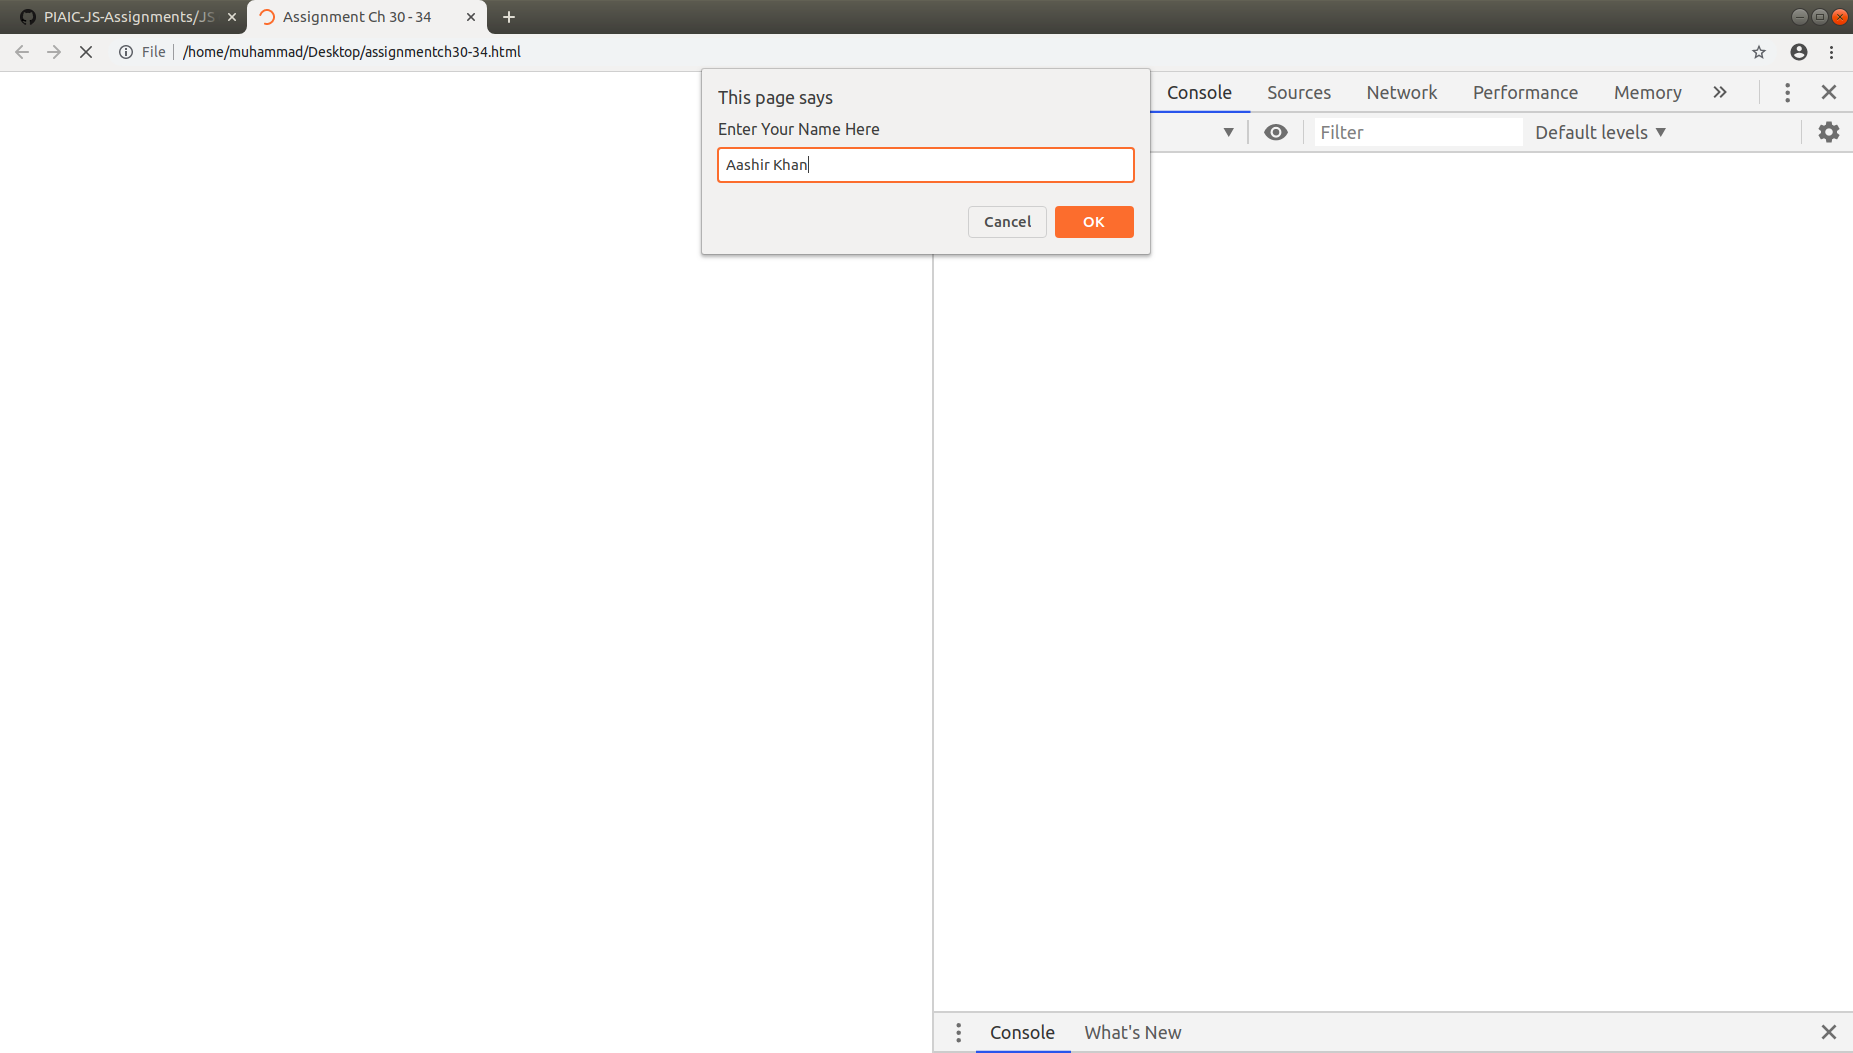 PIAIC-JS-Assignments/JS
Assignment Ch 30 - 34
File
/home/muhammad/Desktop/assignmentch30-34.html
This page says
Enter Your Name Here
Aashir Khan
Cancel
OK
Console
Sources
Network
Performance
Memory
Filter
Default levels
Console
What's New